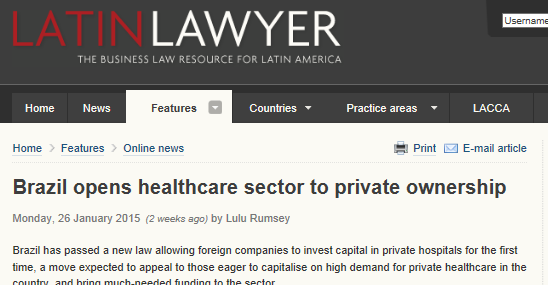 LATINLAWYER
Username
THE BUSINESS LAW RESOURCE FOR LATIN AMERICA
Home News Features Countries Practice areas LACCA
Home Features Online news Print E-mail article
Brazil opens healthcare sector to private ownership
Monday, 26 January 2015 (2 weeks ago) by Lulu Rumsey
Brazil has passed a new law allowing foreign companies to invest capital in private hospitals for the first
time, a move expected to appeal to those eager to capitalise on high demand for private healthcare in the
country, and bring much-needed funding to the sector.